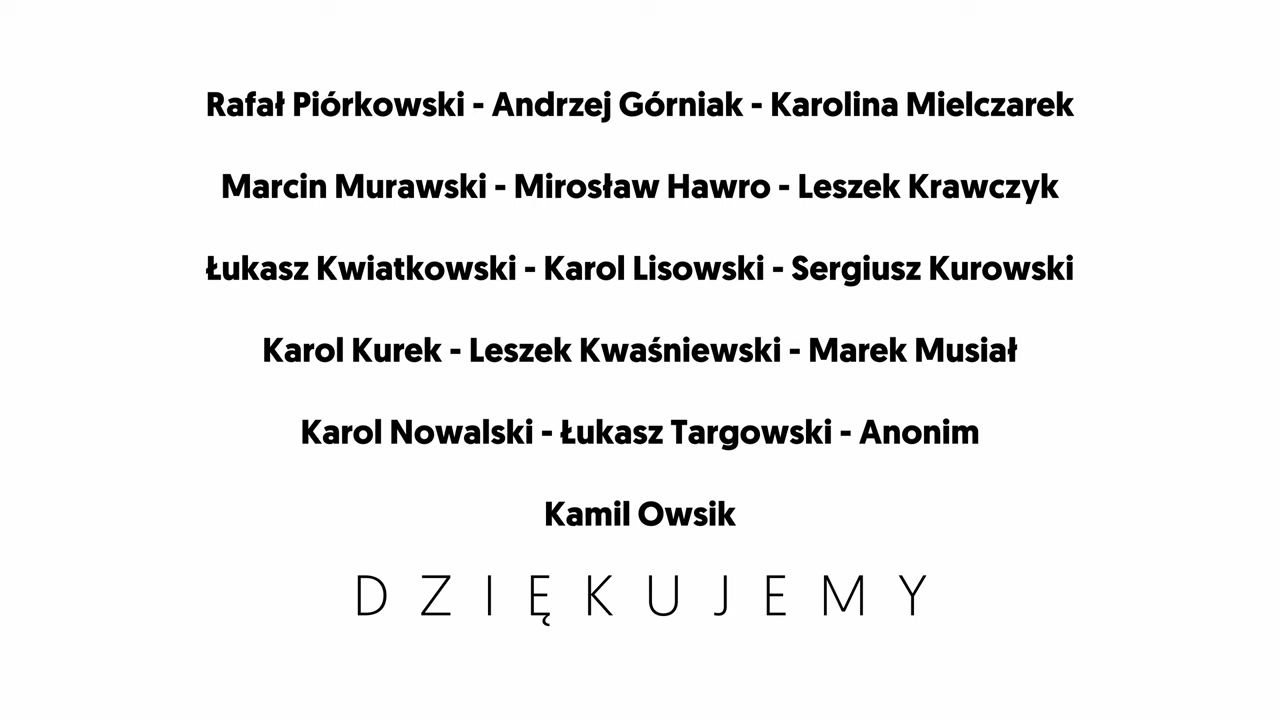 Rafał Piórkowski - Andrzej Górniak - Karolina Mielczarek
Marcin Murawski - Mirosław Hawro - Leszek Krawczyk
Łukasz Kwiatkowski - Karol Lisowski - Sergiusz Kurowski
Karol Kurek - Leszek Kwaśniewski - Marek Musiał
Karol Nowalski - Łukasz Targowski - Anonim
Kamil Owsik
DZIĘKUJEMY